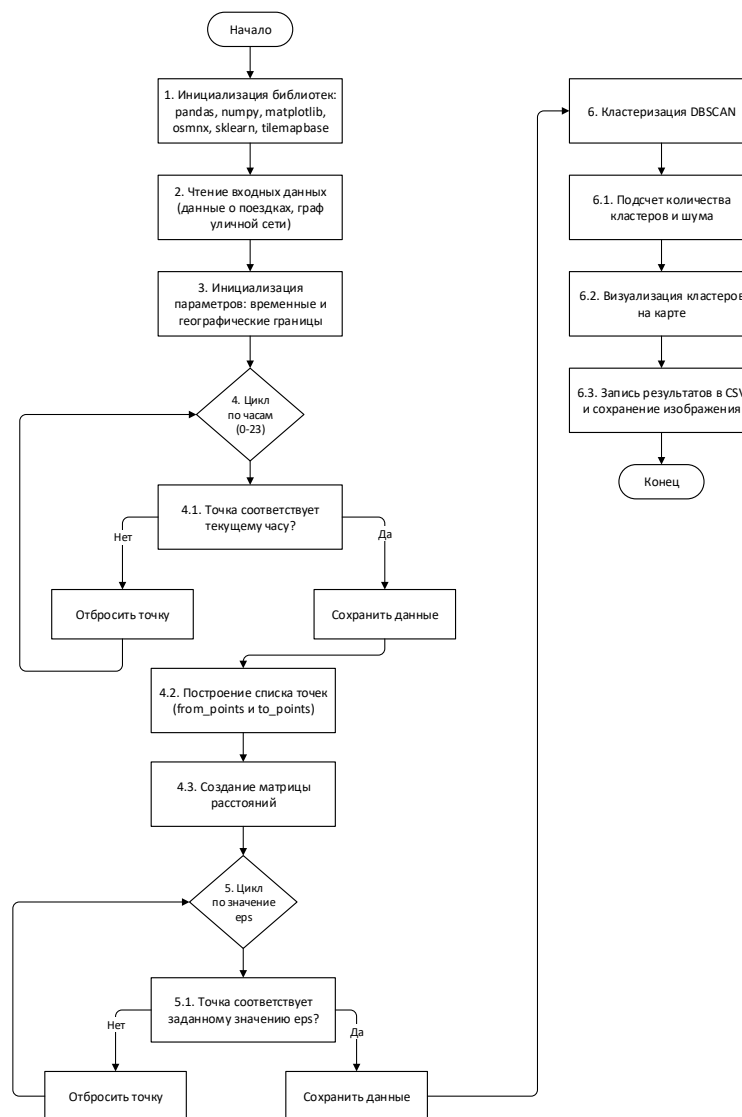 Начало
1. Инициализация библиотек:
pandas, numpy, matplotlib,
osmnx, sklearn, tilemapbase
2. Чтение входных данных
(данные о поездках, граф
уличной сети)
3. Инициализация
параметров: временные и
географические границы
4. Цикл
по часам
(0-23)
4.1. Точка соответствует
текущему часу?
Нет
Да
Отбросить точку
Сохранить данные
4.2. Построение списка точек
(from_points и to_points)
4.3. Создание матрицы
расстояний
5. Цикл
по значение
eps
5.1. Точка соответствует
заданному значению eps?
Нет
Да
Отбросить точку
Сохранить данные
6. Кластеризация DBSCAN
6.1. Подсчет количества
кластеров и шума
6.2. Визуализация кластеров
на карте
6.3. Запись результатов в CSV
и сохранение изображения
Конец